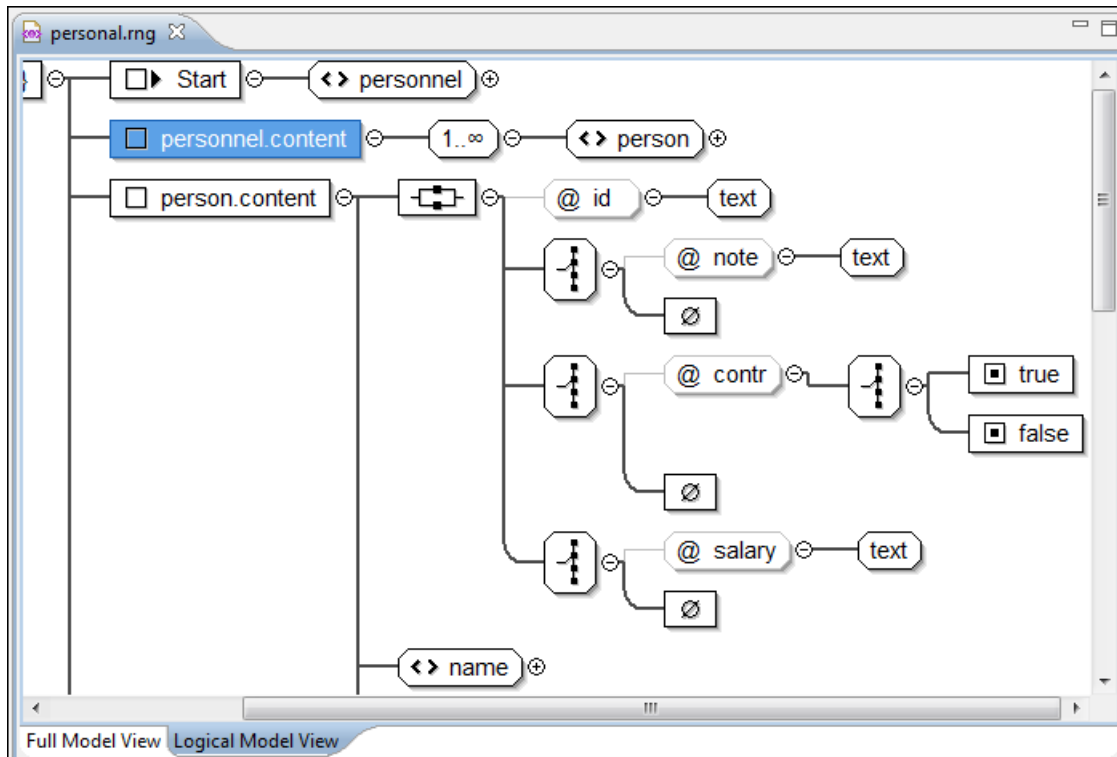 personal.rng
Start
personnel
personnel.content
1..∞
person
person.content
@ id
text
@ note
text
∅
@ contr
true
false
∅
@ salary
text
∅
name
Full Model View
Logical Model View